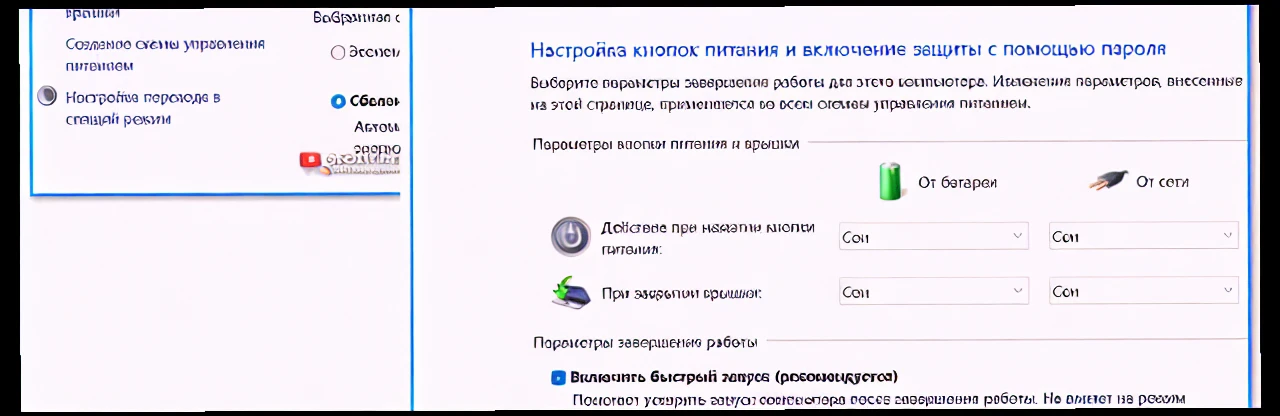 крышки
Создание схемы управления
питанием
Настройка перехода в
спящий режим
Сбалан
Автом
Настройка кнопок питания и включение защиты с помощью пароля
Выберите параметры завершения работы для этого компьютера. Изменения параметров, внесенные
на этой странице, применяются ко всем схемам управления питанием.
Параметры кнопки питания и крышки
От батареи
От сети
Действие при нажатии кнопки
питания:
Сон
Сон
При закрытии крышки:
Сон
Сон
Параметры завершения работы
Включить быстрый запуск (рекомендуется)
Помогает ускорить запуск компьютера после завершения работы. Не влияет на режим